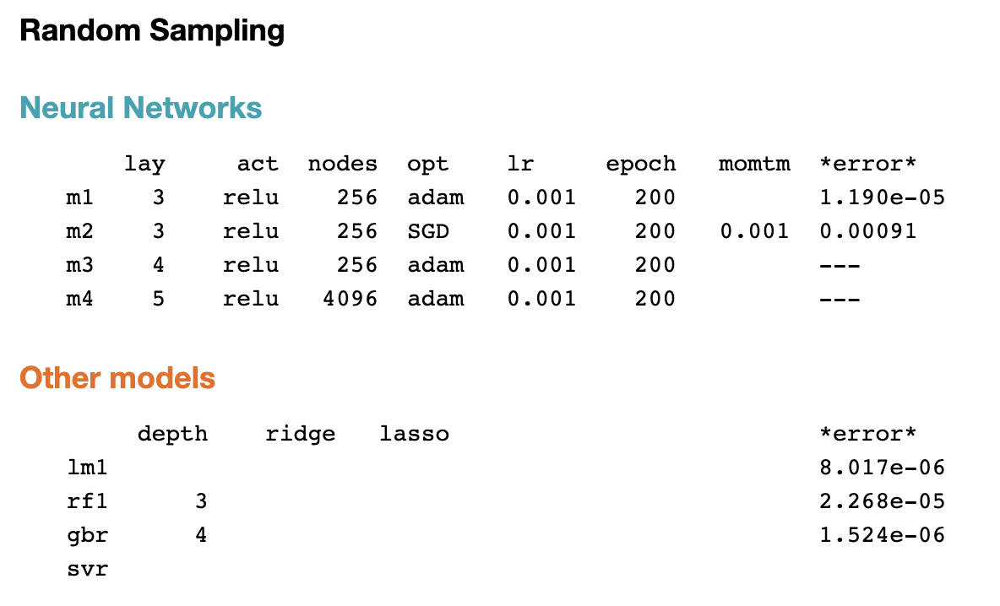 Random Sampling
Neural Networks
lay act nodes opt lr epoch momtm *error*
m1 3 relu 256 adam 0.001 200 1.190e-05
m2 3 relu 256 SGD 0.001 200 0.001 0.00091
m3 4 relu 256 adam 0.001 200 ---
m4 5 relu 4096 adam 0.001 200 ---
Other models
depth ridge lasso *error*
lm1 8.017e-06
rf1 3 2.268e-05
gbr 4 1.524e-06
svr